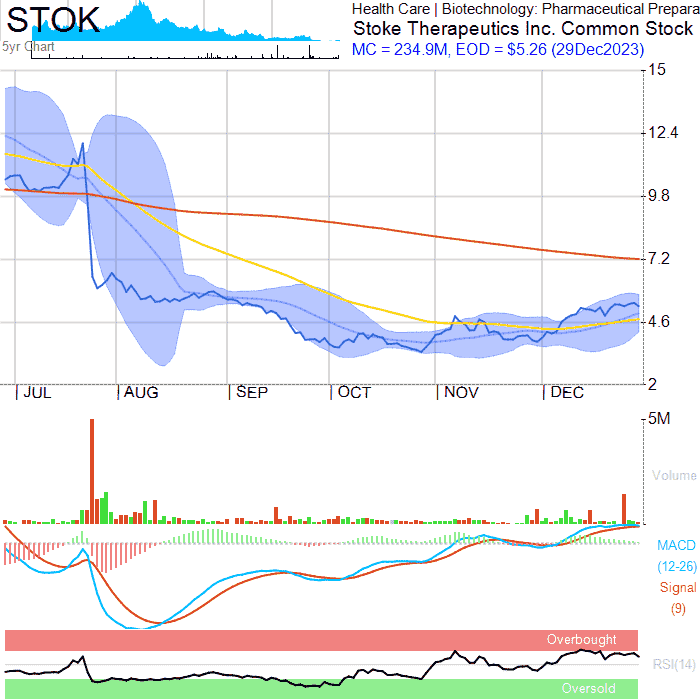 STOK
5yr Chart
Health Care | Biotechnology: Pharmaceutical Prepara
Stoke Therapeutics Inc. Common Stock
MC = 234.9M, EOD = $5.26 (29Dec2023)
15
12.4
9.8
7.2
4.6
2
JUL AUG SEP OCT NOV DEC
5M
Volume
MACD
(12-26)
Signal
(9)
Overbought
RSI(14)
Oversold